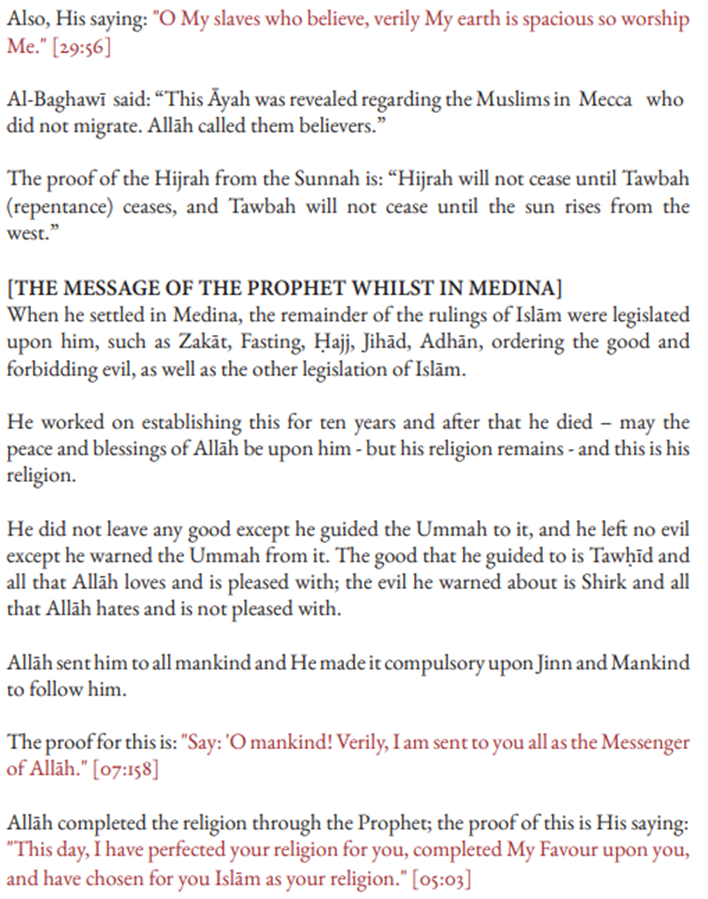 Also, His saying: "O My slaves who believe, verily My earth is spacious so worship
Me." [29:56]
Al-Baghawī said: “This Āyah was revealed regarding the Muslims in Mecca who
did not migrate. Allāh called them believers.”
The proof of the Hijrah from the Sunnah is: “Hijrah will not cease until Tawbah
(repentance) ceases, and Tawbah will not cease until the sun rises from the
west.”
[THE MESSAGE OF THE PROPHET WHILST IN MEDINA]
When he settled in Medina, the remainder of the rulings of Islām were legislated
upon him, such as Zakāt, Fasting, Ḥajj, Jihād, Adhān, ordering the good and
forbidding evil, as well as the other legislation of Islām.
He worked on establishing this for ten years and after that he died – may the
peace and blessings of Allāh be upon him - but his religion remains - and this is his
religion.
He did not leave any good except he guided the Ummah to it, and he left no evil
except he warned the Ummah from it. The good that he guided to is Tawḥīd and
all that Allāh loves and is pleased with; the evil he warned about is Shirk and all
that Allāh hates and is not pleased with.
Allāh sent him to all mankind and He made it compulsory upon Jinn and Mankind
to follow him.
The proof for this is: "Say: 'O mankind! Verily, I am sent to you all as the Messenger
of Allāh." [07:158]
Allāh completed the religion through the Prophet; the proof of this is His saying:
"This day, I have perfected your religion for you, completed My Favour upon you,
and have chosen for you Islām as your religion." [05:03]